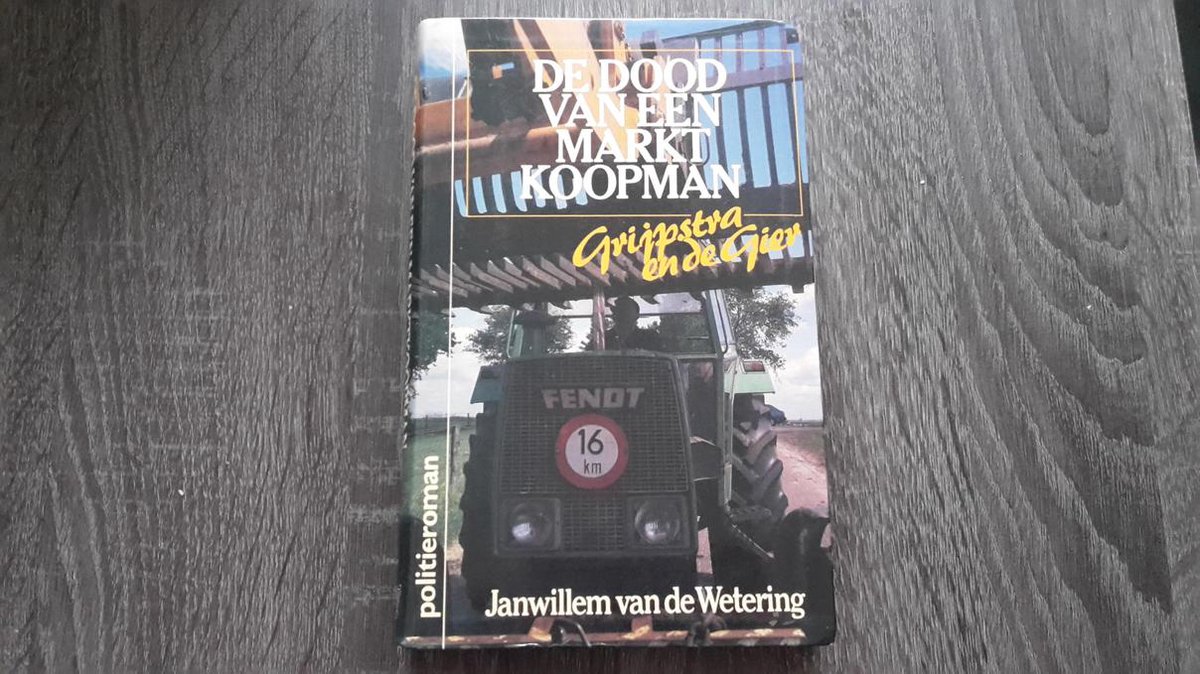 DE DOOD
VAN EEN
MARKT
KOOPMAN
Grijpstra
en de Gier
FENDT
16
km
politieroman
Janwillem van de Wetering